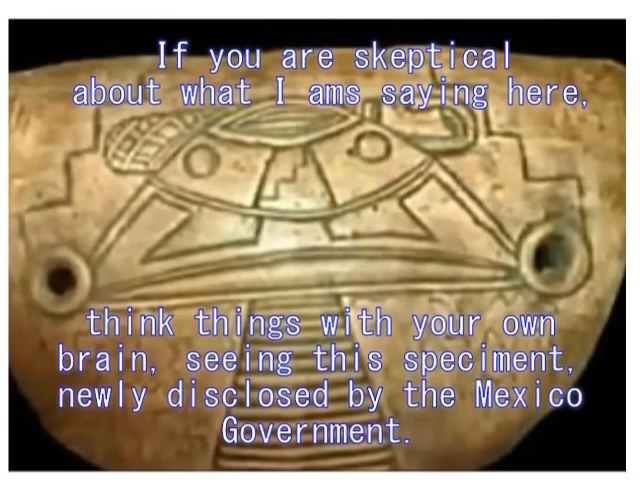 If you are skeptical
about what I ams saying here,
think things with your own
brain, seeing this speciment,
newly disclosed by the Mexico
Government.